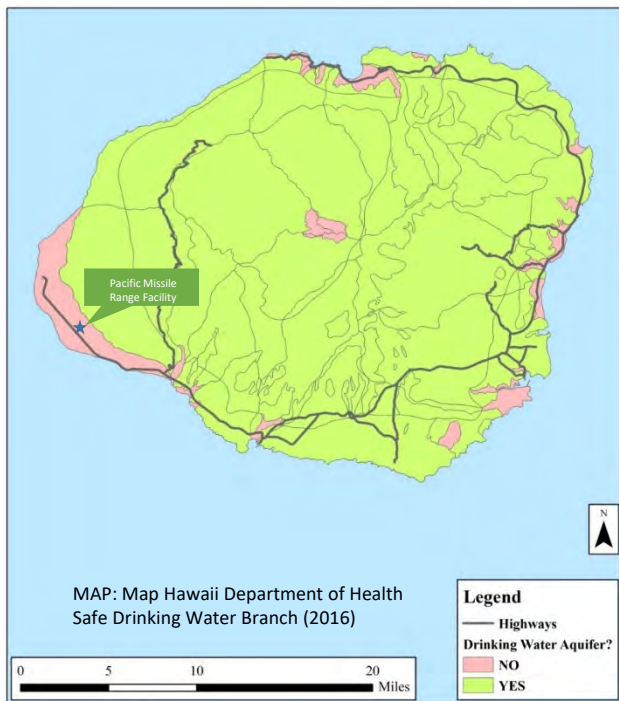 Pacific Missile
Range Facility
N
MAP: Map Hawaii Department of Health
Safe Drinking Water Branch (2016)
0 5 10 20
Miles
Legend
Highways
Drinking Water Aquifer?
NO
YES